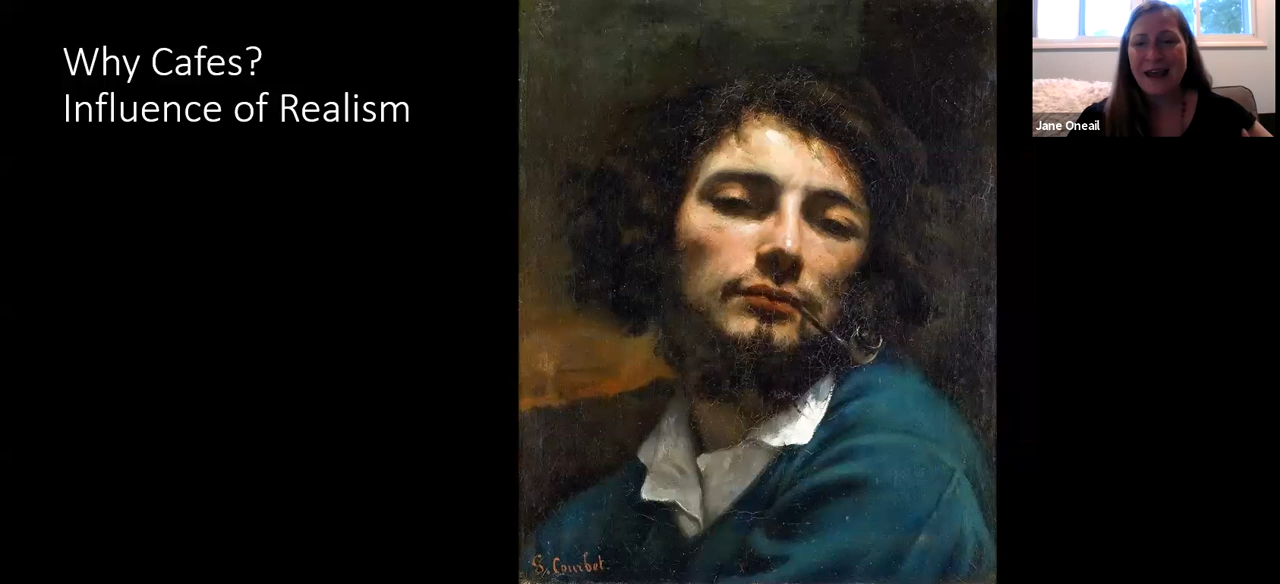 Why Cafes?
Influence of Realism
Jane Oneail
G. Courbet.